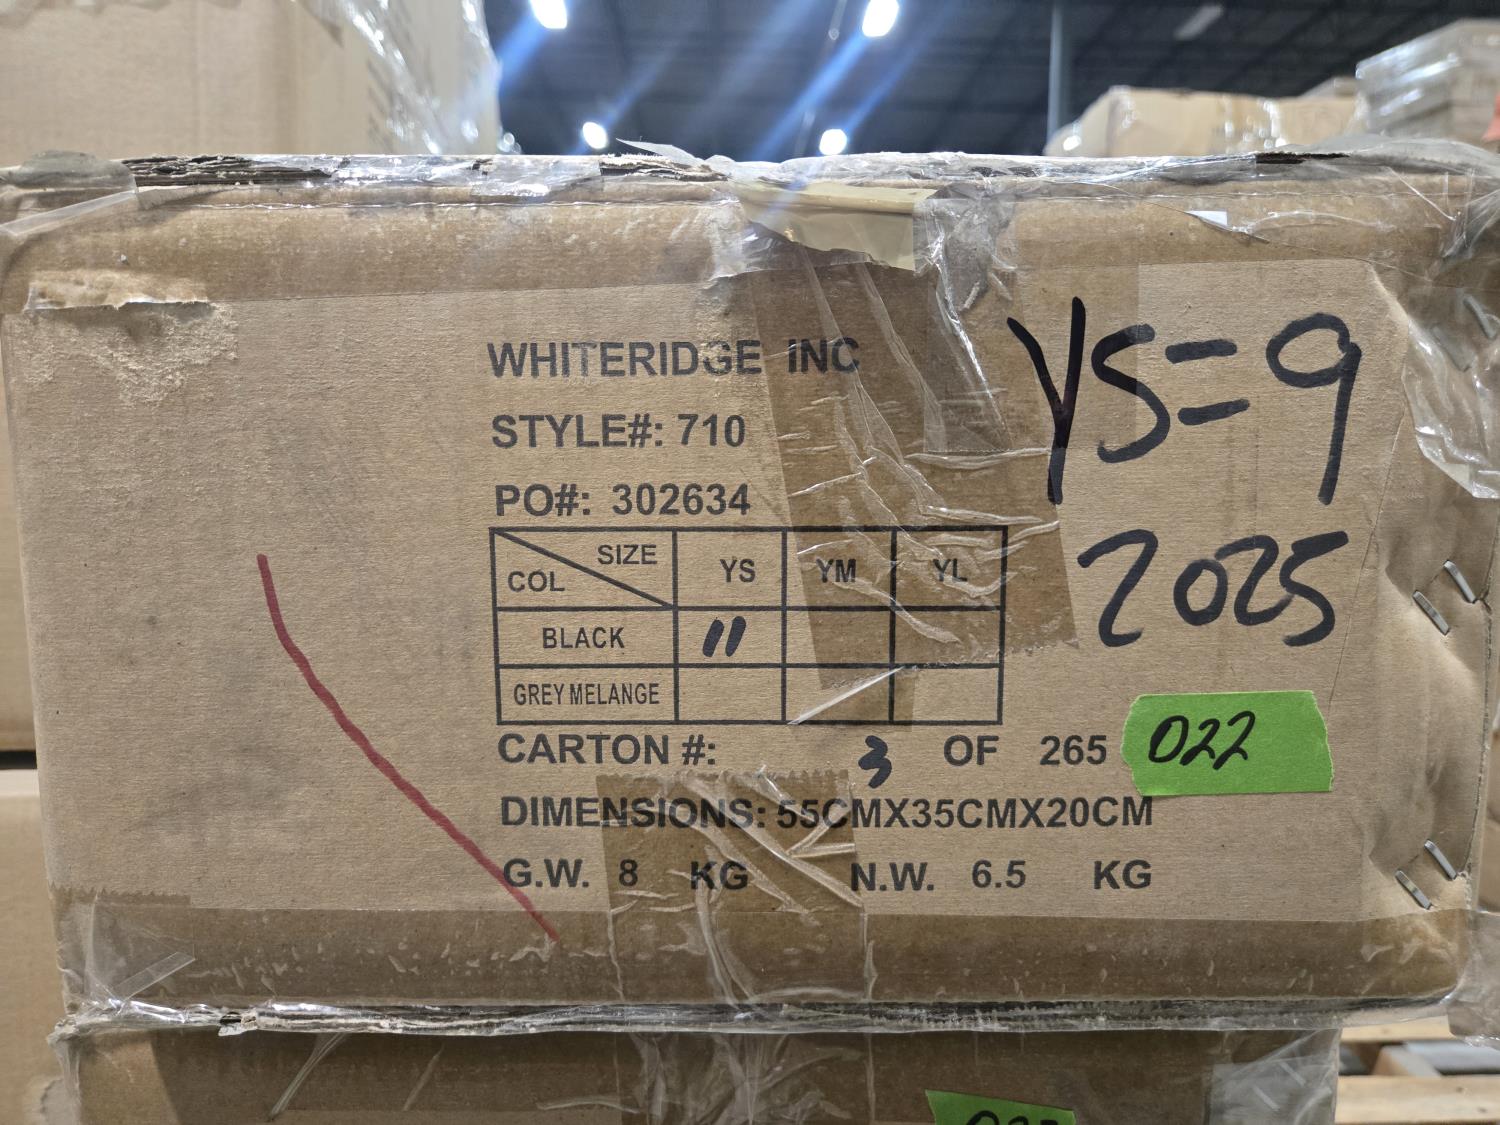 WHITERIDGE INC
STYLE#: 710
PO#: 302634
SIZE
COL
YS YM YL
BLACK 11
GREY MELANGE
CARTON #: 3 OF 265
DIMENSIONS: 55CMX35CMX20CM
G.W. 8 KG N.W. 6.5 KG
YS=9
2025
022